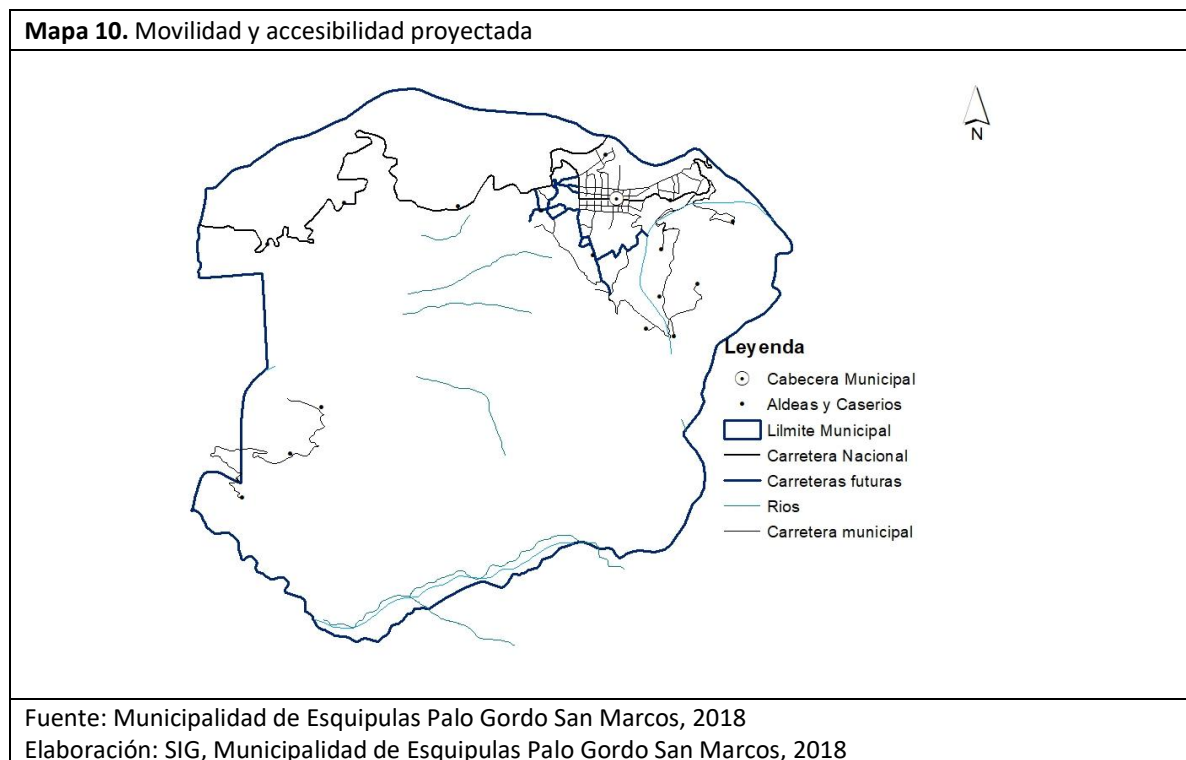 Mapa 10. Movilidad y accesibilidad proyectada
N
Leyenda
Cabecera Municipal
Aldeas y Caserios
Lilmite Municipal
Carretera Nacional
Carreteras futuras
Rios
Carretera municipal
Fuente: Municipalidad de Esquipulas Palo Gordo San Marcos, 2018
Elaboración: SIG, Municipalidad de Esquipulas Palo Gordo San Marcos, 2018